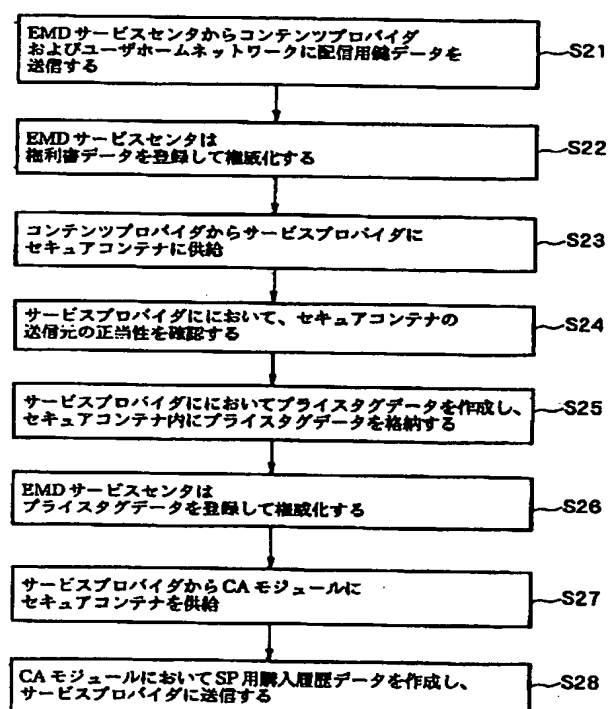 EMDサービスセンタからコンテンツプロバイダ
およびユーザホームネットワークに配信用鍵データを
送信する
S21
EMDサービスセンタは
権利書データを登録して権威化する
S22
コンテンツプロバイダからサービスプロバイダに
セキュアコンテナに供給
S23
サービスプロバイダにににおいて、セキュアコンテナの
送信元の正当性を確認する
S24
サービスプロバイダにににおいてプライスタグデータを作成し、
セキュアコンテナ内にプライスタグデータを格納する
S25
EMDサービスセンタは
プライスタグデータを登録して権威化する
S26
サービスプロバイダからCAモジュールに
セキュアコンテナを供給
S27
CAモジュールにおいてSP用購入履歴データを作成し、
サービスプロバイダに送信する
S28